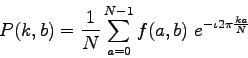 P(k, b) = \frac{1}{N} \sum_{a=0}^{N-1} f(a, b) \ e^{-\iota 2\pi \frac{ka}{N}}